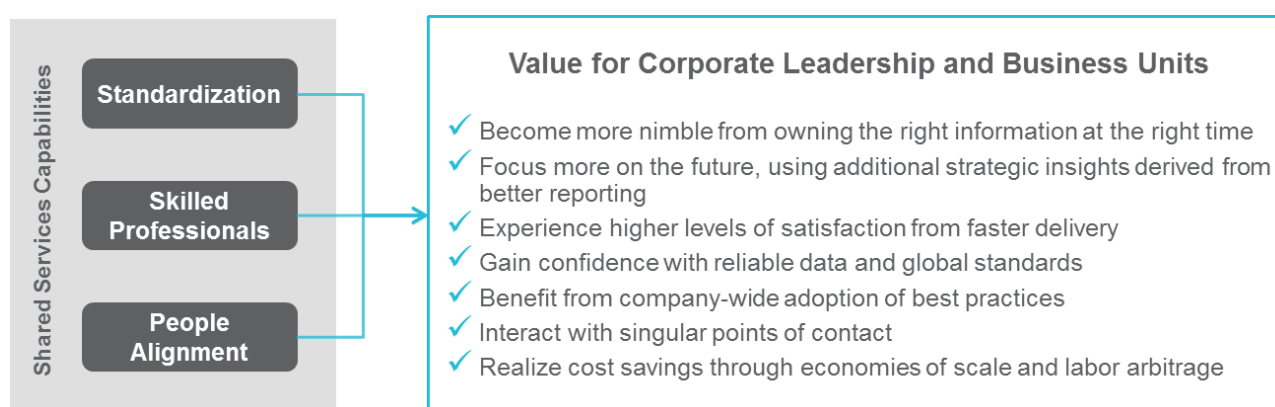 Shared Services Capabilities
Standardization
Skilled
Professionals
People
Alignment
Value for Corporate Leadership and Business Units
✓ Become more nimble from owning the right information at the right time
✓ Focus more on the future, using additional strategic insights derived from
better reporting
✓ Experience higher levels of satisfaction from faster delivery
✓ Gain confidence with reliable data and global standards
✓ Benefit from company-wide adoption of best practices
✓ Interact with singular points of contact
✓ Realize cost savings through economies of scale and labor arbitrage